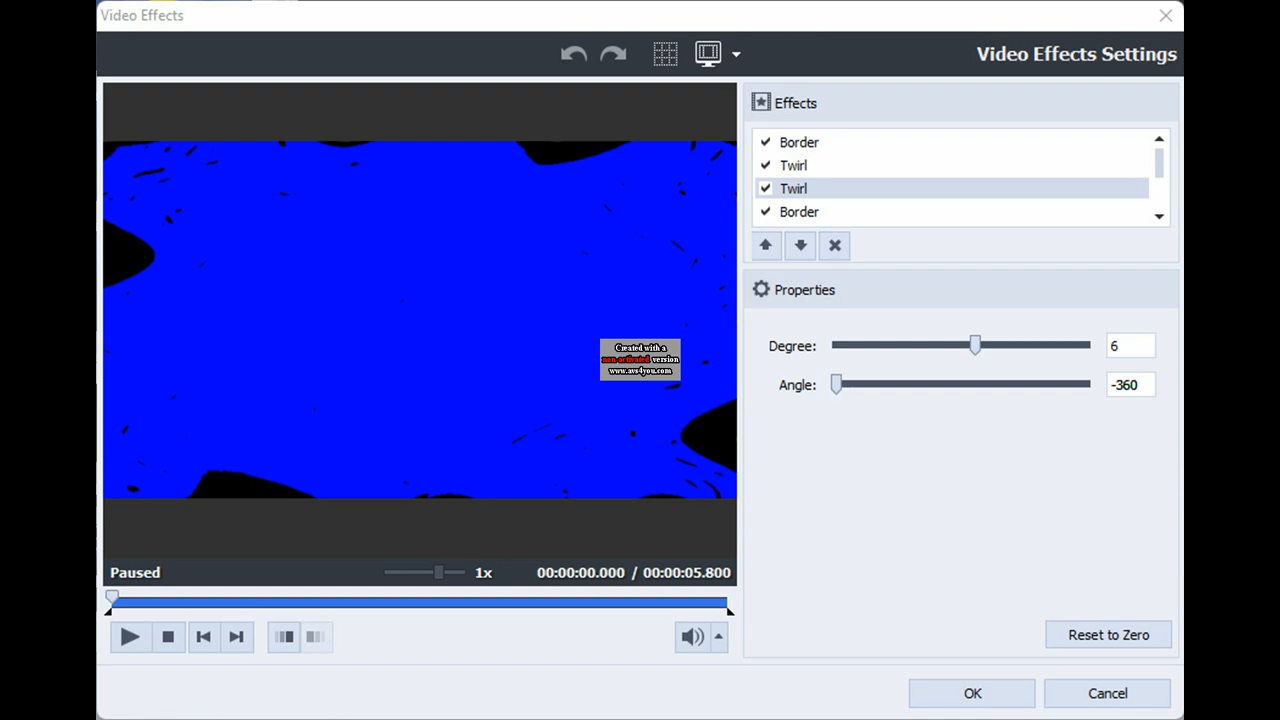 Video Effects
Video Effects Settings
Effects
Border
Twirl
Twirl
Border
Properties
Degree: 6
Angle: -360
Created with a
non-activated version
www.avs4you.com
Paused 1x 00:00:00.000 / 00:00:05.800
Reset to Zero
OK Cancel